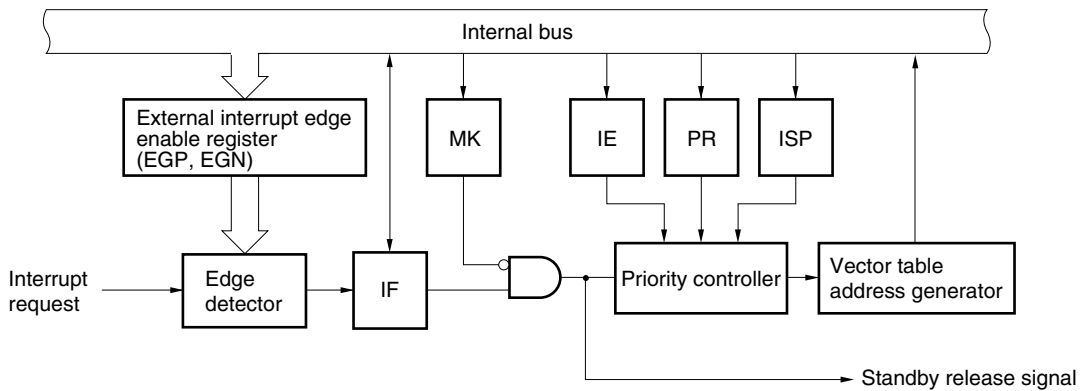 Internal bus
External interrupt edge
enable register
(EGP, EGN)
MK
IE
PR
ISP
Interrupt
request
Edge
detector
IF
Priority controller
Vector table
address generator
Standby release signal